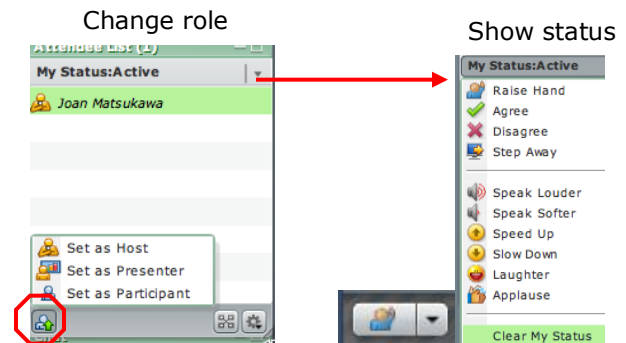 Change role
Attendee List (1)
My Status:Active
Joan Matsukawa
Set as Host
Set as Presenter
Set as Participant
Chat
Show status
My Status:Active
Raise Hand
Agree
Disagree
Step Away
Speak Louder
Speak Softer
Speed Up
Slow Down
Laughter
Applause
Clear My Status